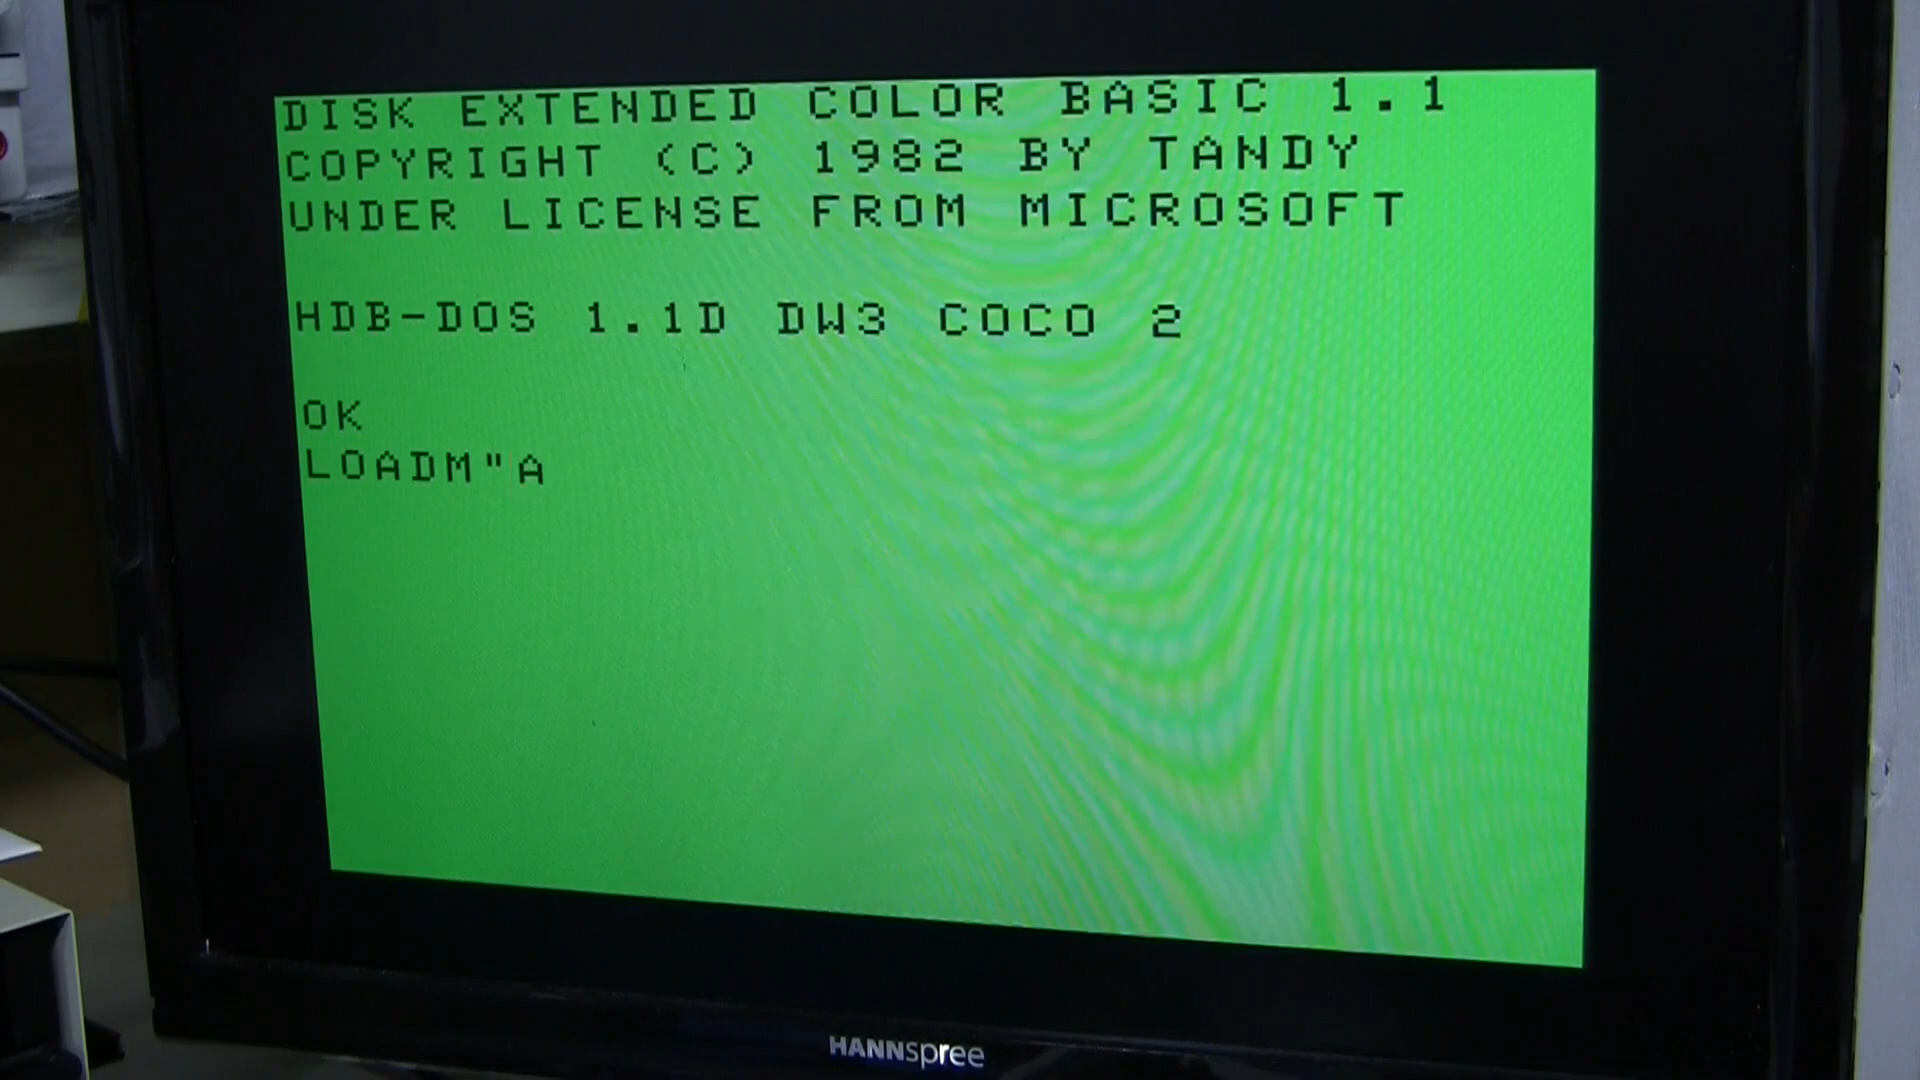 DISK EXTENDED COLOR BASIC 1.1
COPYRIGHT (C) 1982 BY TANDY
UNDER LICENSE FROM MICROSOFT
HDB-DOS 1.1D DW3 COCO 2
OK
LOADM"A
HANNspree